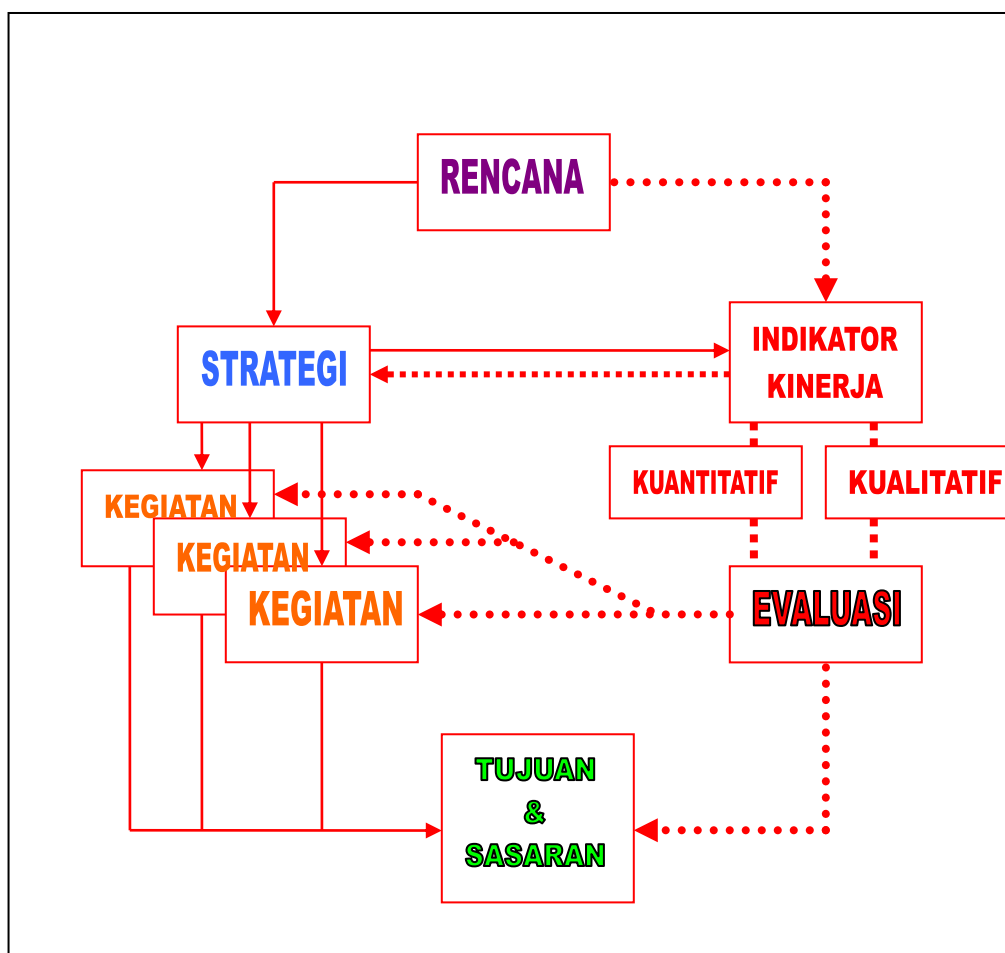 RENCANA
STRATEGI
INDIKATOR
KINERJA
KUANTITATIF
KUALITATIF
KEGIATAN
KEGIATAN
KEGIATAN
EVALUASI
TUJUAN
&
SASARAN